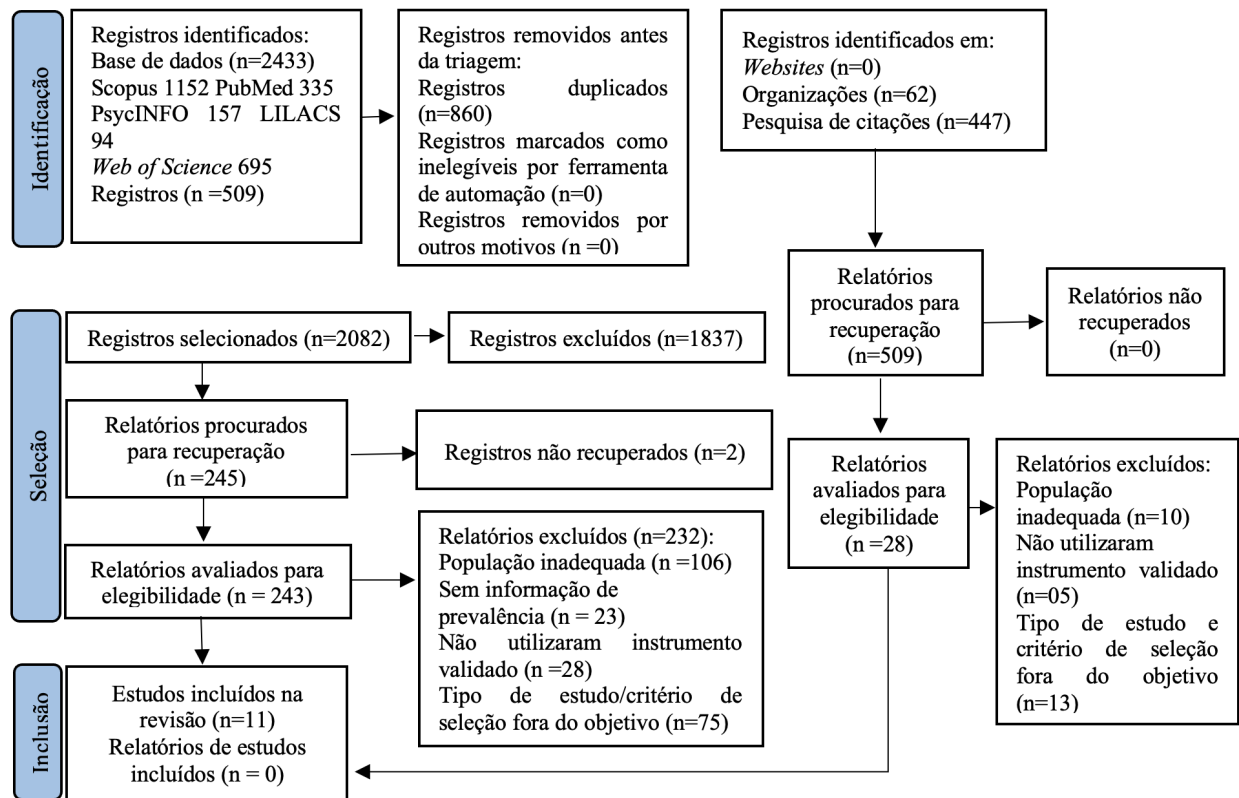 Identificação
Registros identificados:
Base de dados (n=2433)
Scopus 1152 PubMed 335
PsycINFO 157 LILACS
94
Web of Science 695
Registros (n =509)
Registros removidos antes
da triagem:
Registros duplicados
(n=860)
Registros marcados como
inelegíveis por ferramenta
de automação (n=0)
Registros removidos por
outros motivos (n =0)
Registros identificados em:
Websites (n=0)
Organizações (n=62)
Pesquisa de citações (n=447)
Relatórios
procurados para
recuperação
(n=509)
Relatórios não
recuperados
(n=0)
Seleção
Registros selecionados (n=2082)
Registros excluídos (n=1837)
Relatórios procurados
para recuperação
(n =245)
Registros não recuperados (n=2)
Relatórios
avaliados para
elegibilidade
(n =28)
Relatórios excluídos:
População
inadequada (n=10)
Não utilizaram
instrumento validado
(n=05)
Tipo de estudo e
critério de seleção
fora do objetivo
(n=13)
Relatórios avaliados para
elegibilidade (n = 243)
Relatórios excluídos (n=232):
População inadequada (n =106)
Sem informação de
prevalência (n = 23)
Não utilizaram instrumento
validado (n =28)
Tipo de estudo/critério de
seleção fora do objetivo (n=75)
Inclusão
Estudos incluídos na
revisão (n=11)
Relatórios de estudos
incluídos (n = 0)